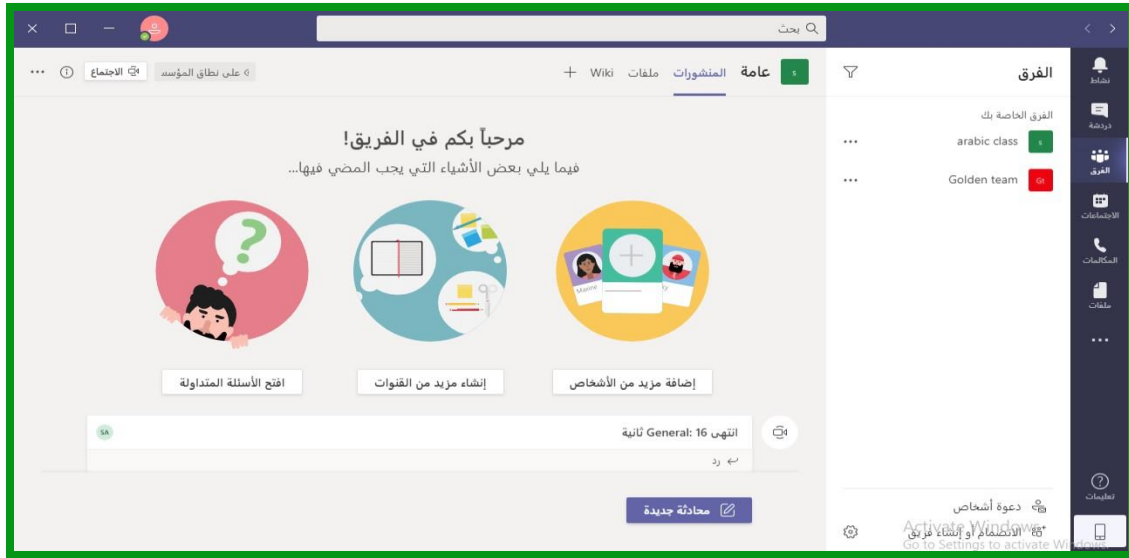 بحث
نشاط
دردشة
الفرق
الاجتماعات
المكالمات
ملفات
تعليمات
الفرق
الفرق الخاصة بك
s arabic class
Gt Golden team
دعوة أشخاص
الانضمام أو إنشاء فريق
s عامة المنشورات ملفات Wiki +
على نطاق المؤسس
الاجتماع
مرحباً بكم في الفريق!
فيما يلي بعض الأشياء التي يجب المضي فيها...
Maxine
إضافة مزيد من الأشخاص
إنشاء مزيد من القنوات
افتح الأسئلة المتداولة
انتهى General: 16 ثانية
SA
رد
محادثة جديدة
Activate Windows
Go to Settings to activate Windows.